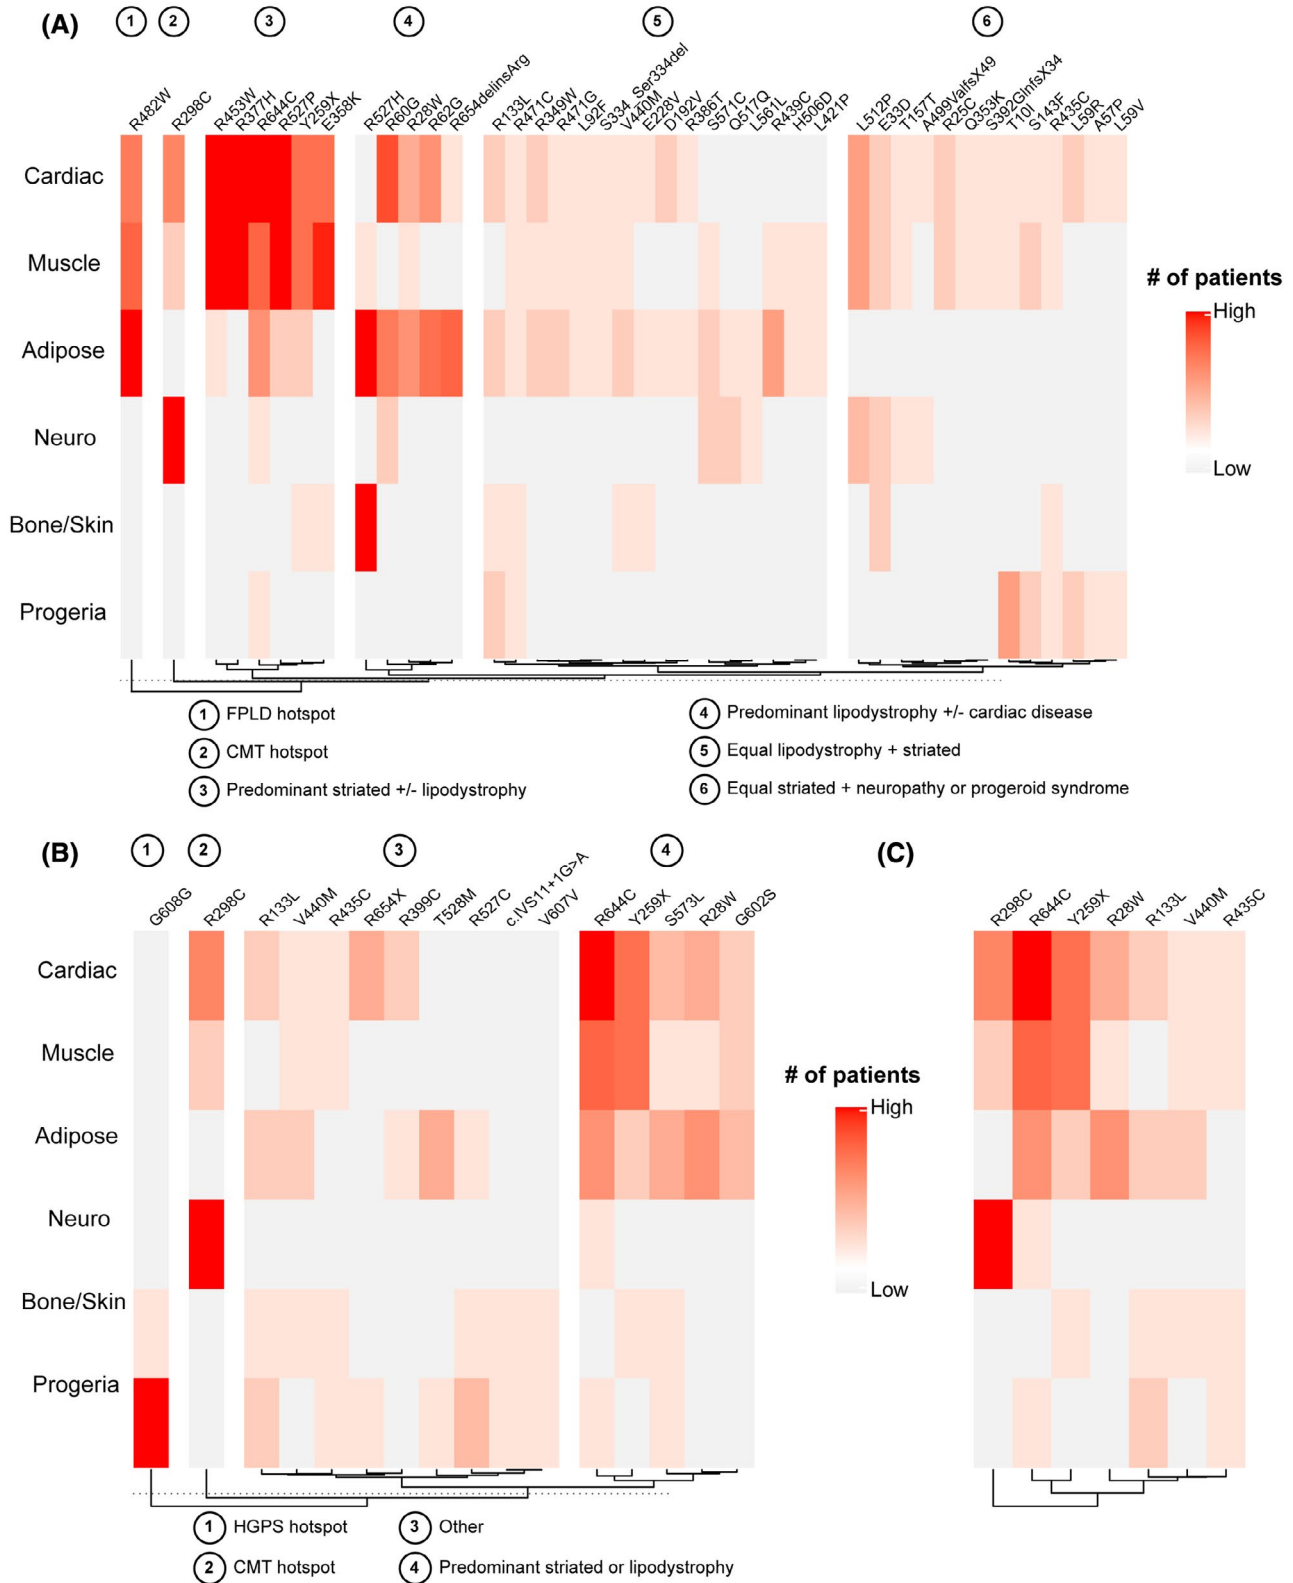 (A) 1 2 3 4 5 6
R482W R298C R453W R377H R644C R527P Y259X E358K R527H R60G R28W R62G R654delinsArg R133L R471C R349W R471G L92F S334_Ser334del V440M E228V D192V R386T S571C Q517Q L561L R439C H506D L421P L512P E33D T157T A499ValfsX49 R25C Q353K S392GlnfsX34 T10I S143F R435C L59R A57P L59V
Cardiac
Muscle
Adipose
Neuro
Bone/Skin
Progeria
# of patients
High
Low
1 FPLD hotspot
2 CMT hotspot
3 Predominant striated +/- lipodystrophy
4 Predominant lipodystrophy +/- cardiac disease
5 Equal lipodystrophy + striated
6 Equal striated + neuropathy or progeroid syndrome
(B) 1 2 3 4
G608G R298C R133L V440M R435C R654X R399C T528M R527C c.IVS11+1G>A V607V R644C Y259X S573L R28W G602S
Cardiac
Muscle
Adipose
Neuro
Bone/Skin
Progeria
# of patients
High
Low
1 HGPS hotspot
2 CMT hotspot
3 Other
4 Predominant striated or lipodystrophy
(C)
R298C R644C Y259X R28W R133L V440M R435C